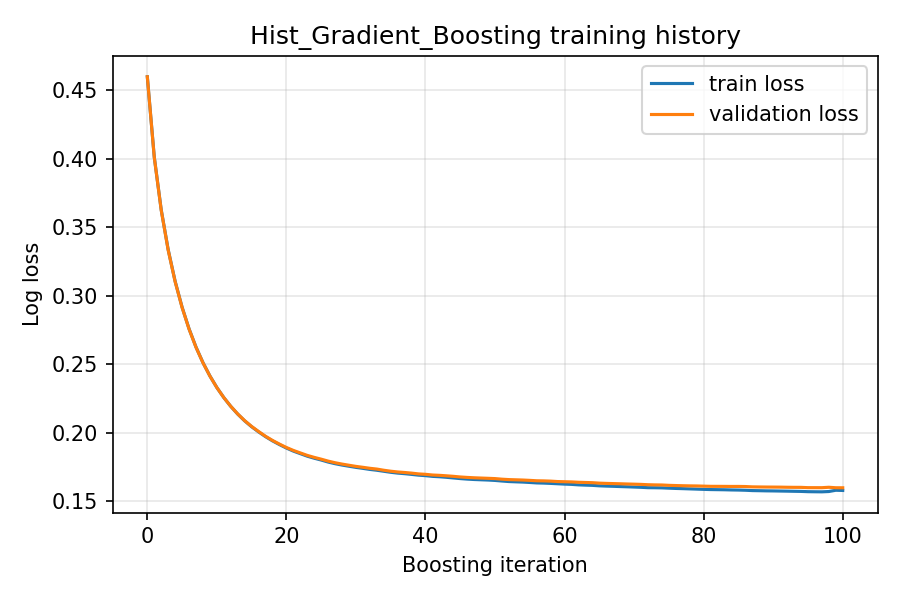 Hist_Gradient_Boosting training history
train loss
validation loss
Log loss
0.45
0.40
0.35
0.30
0.25
0.20
0.15
0 20 40 60 80 100
Boosting iteration